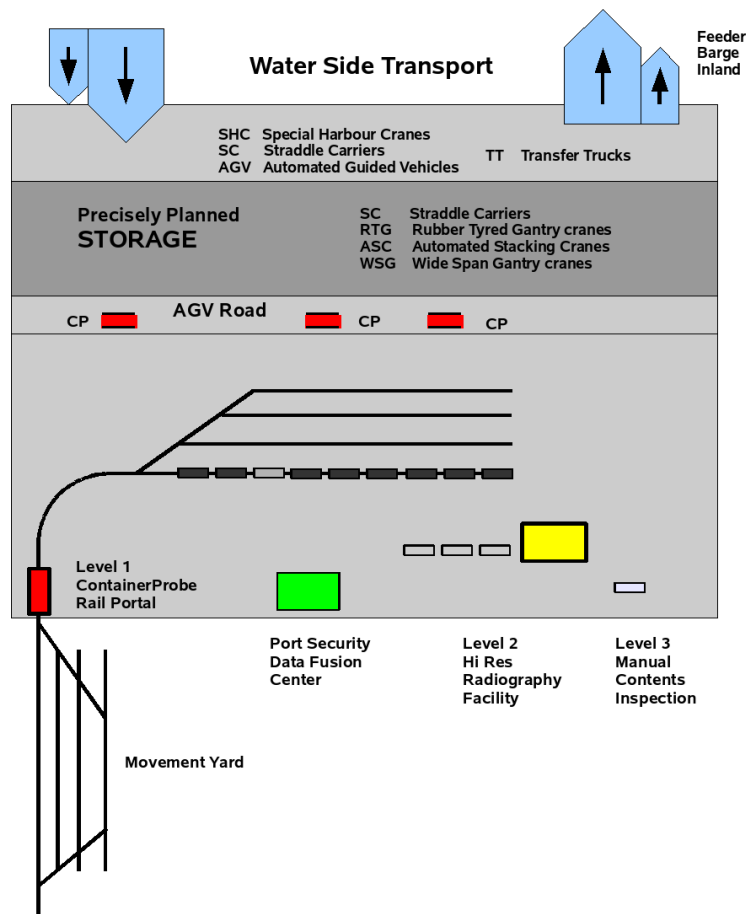 Feeder
Barge
Inland
Water Side Transport
SHC Special Harbour Cranes
SC Straddle Carriers
AGV Automated Guided Vehicles
TT Transfer Trucks
Precisely Planned
STORAGE
SC Straddle Carriers
RTG Rubber Tyred Gantry cranes
ASC Automated Stacking Cranes
WSG Wide Span Gantry cranes
AGV Road
CP
CP
CP
Level 1
ContainerProbe
Rail Portal
Port Security
Data Fusion
Center
Level 2
Hi Res
Radiography
Facility
Level 3
Manual
Contents
Inspection
Movement Yard